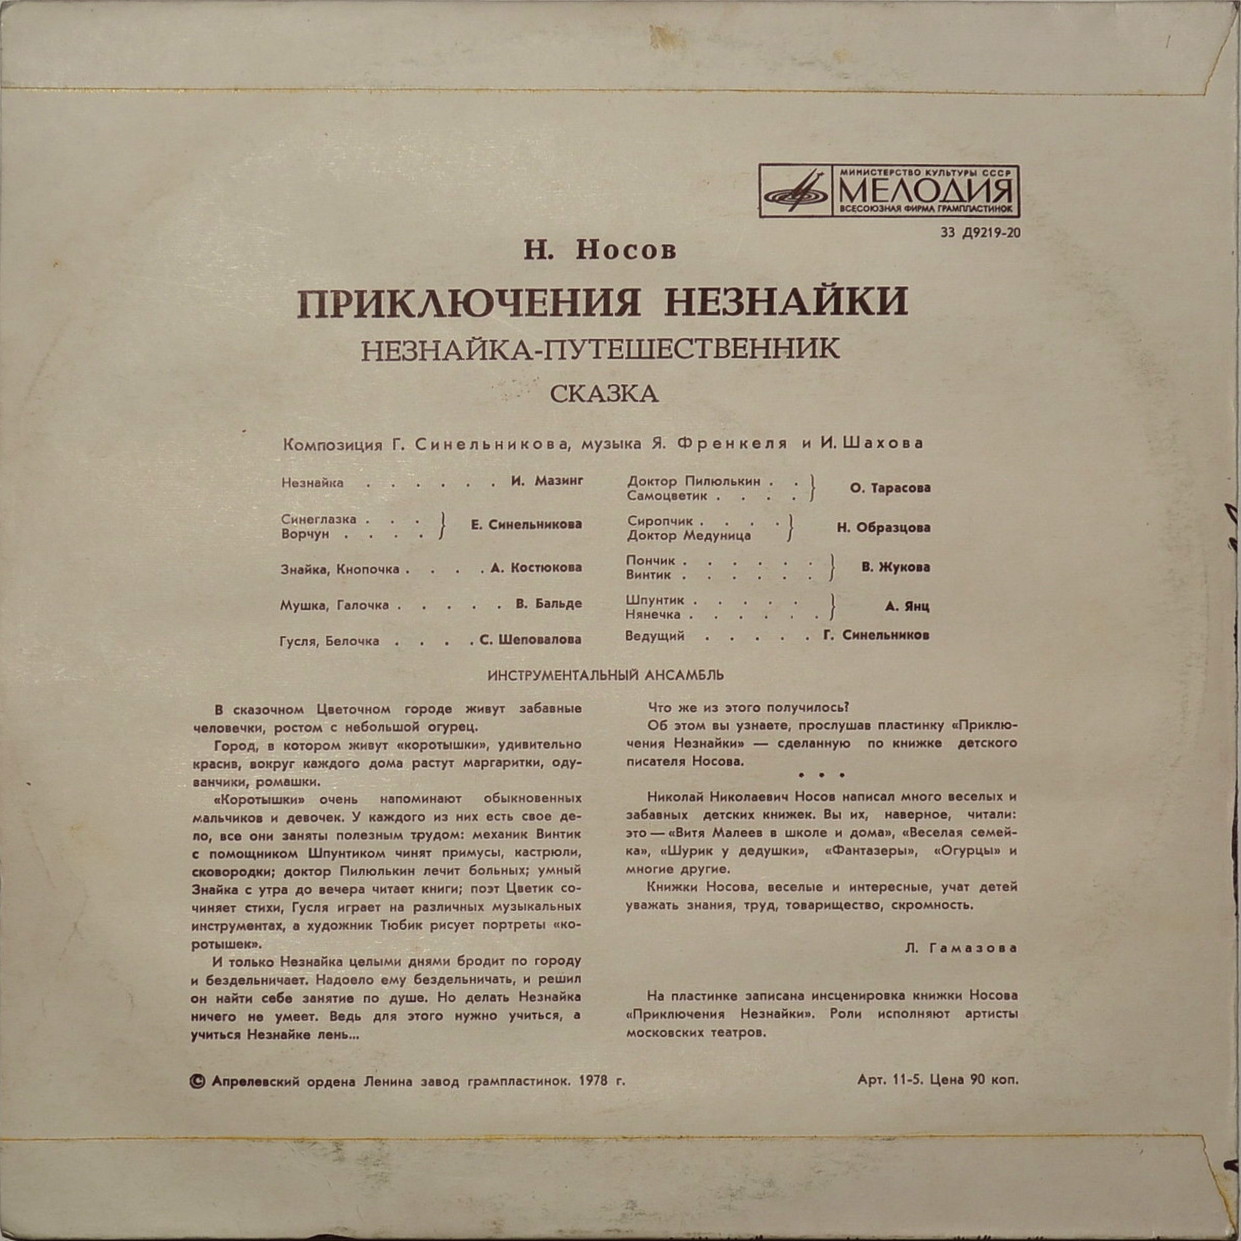 МИНИСТЕРСТВО КУЛЬТУРЫ СССР
МЕЛОДИЯ
ВСЕСОЮЗНАЯ ФИРМА ГРАМПЛАСТИНОК
33 Д9219-20
Н. Носов
ПРИКЛЮЧЕНИЯ НЕЗНАЙКИ
НЕЗНАЙКА-ПУТЕШЕСТВЕННИК
СКАЗКА
Композиция Г. Синельникова, музыка Я. Френкеля и И. Шахова
Незнайка . . . . . . И. Мазинг
Синеглазка . . . }
Ворчун . . . . } Е. Синельникова
Знайка, Кнопочка . . . . А. Костюкова
Мушка, Галочка . . . . . В. Бальде
Гусля, Белочка . . . . С. Шеповалова
Доктор Пилюлькин . . }
Самоцветик . . . . } О. Тарасова
Сиропчик . . . . }
Доктор Медуница } Н. Образцова
Пончик . . . . . . }
Винтик . . . . . . } В. Жукова
Шпунтик . . . . . }
Нянечка . . . . . . } А. Янц
Ведущий . . . . . Г. Синельников
ИНСТРУМЕНТАЛЬНЫЙ АНСАМБЛЬ
В сказочном Цветочном городе живут забавные
человечки, ростом с небольшой огурец.
Город, в котором живут «коротышки», удивительно
красив, вокруг каждого дома растут маргаритки, оду-
ванчики, ромашки.
«Коротышки» очень напоминают обыкновенных
мальчиков и девочек. У каждого из них есть свое де-
ло, все они заняты полезным трудом: механик Винтик
с помощником Шпунтиком чинят примусы, кастрюли,
сковородки; доктор Пилюлькин лечит больных; умный
Знайка с утра до вечера читает книги; поэт Цветик со-
чиняет стихи, Гусля играет на различных музыкальных
инструментах, а художник Тюбик рисует портреты «ко-
ротышек».
И только Незнайка целыми днями бродит по городу
и бездельничает. Надоело ему бездельничать, и решил
он найти себе занятие по душе. Но делать Незнайка
ничего не умеет. Ведь для этого нужно учиться, а
учиться Незнайке лень...
Что же из этого получилось?
Об этом вы узнаете, прослушав пластинку «Приклю-
чения Незнайки» — сделанную по книжке детского
писателя Носова.
• • •
Николай Николаевич Носов написал много веселых и
забавных детских книжек. Вы их, наверное, читали:
это — «Витя Малеев в школе и дома», «Веселая семей-
ка», «Шурик у дедушки», «Фантазеры», «Огурцы» и
многие другие.
Книжки Носова, веселые и интересные, учат детей
уважать знания, труд, товарищество, скромность.
Л. Гамазова
На пластинке записана инсценировка книжки Носова
«Приключения Незнайки». Роли исполняют артисты
московских театров.
© Апрелевский ордена Ленина завод грампластинок. 1978 г.
Арт. 11-5. Цена 90 коп.